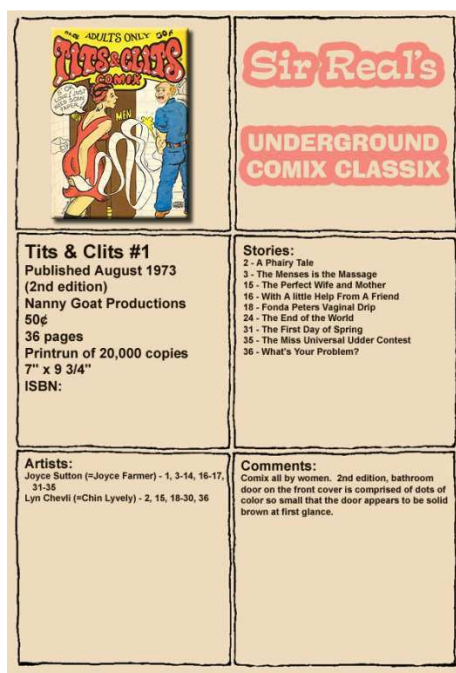 ADULTS ONLY 50¢
TITS & CLITS
COMIX
MEN
Sir Real's
UNDERGROUND
COMIX CLASSIX
Tits & Clits #1
Published August 1973
(2nd edition)
Nanny Goat Productions
50¢
36 pages
Printrun of 20,000 copies
7" x 9 3/4"
ISBN:
Stories:
2 - A Phairy Tale
3 - The Menses is the Massage
15 - The Perfect Wife and Mother
16 - With A little Help From A Friend
18 - Fonda Peters Vaginal Drip
24 - The End of the World
31 - The First Day of Spring
35 - The Miss Universal Udder Contest
36 - What's Your Problem?
Artists:
Joyce Sutton (=Joyce Farmer) - 1, 3-14, 16-17,
31-35
Lyn Chevli (=Chin Lyvely) - 2, 15, 18-30, 36
Comments:
Comix all by women.  2nd edition, bathroom
door on the front cover is comprised of dots of
color so small that the door appears to be solid
brown at first glance.